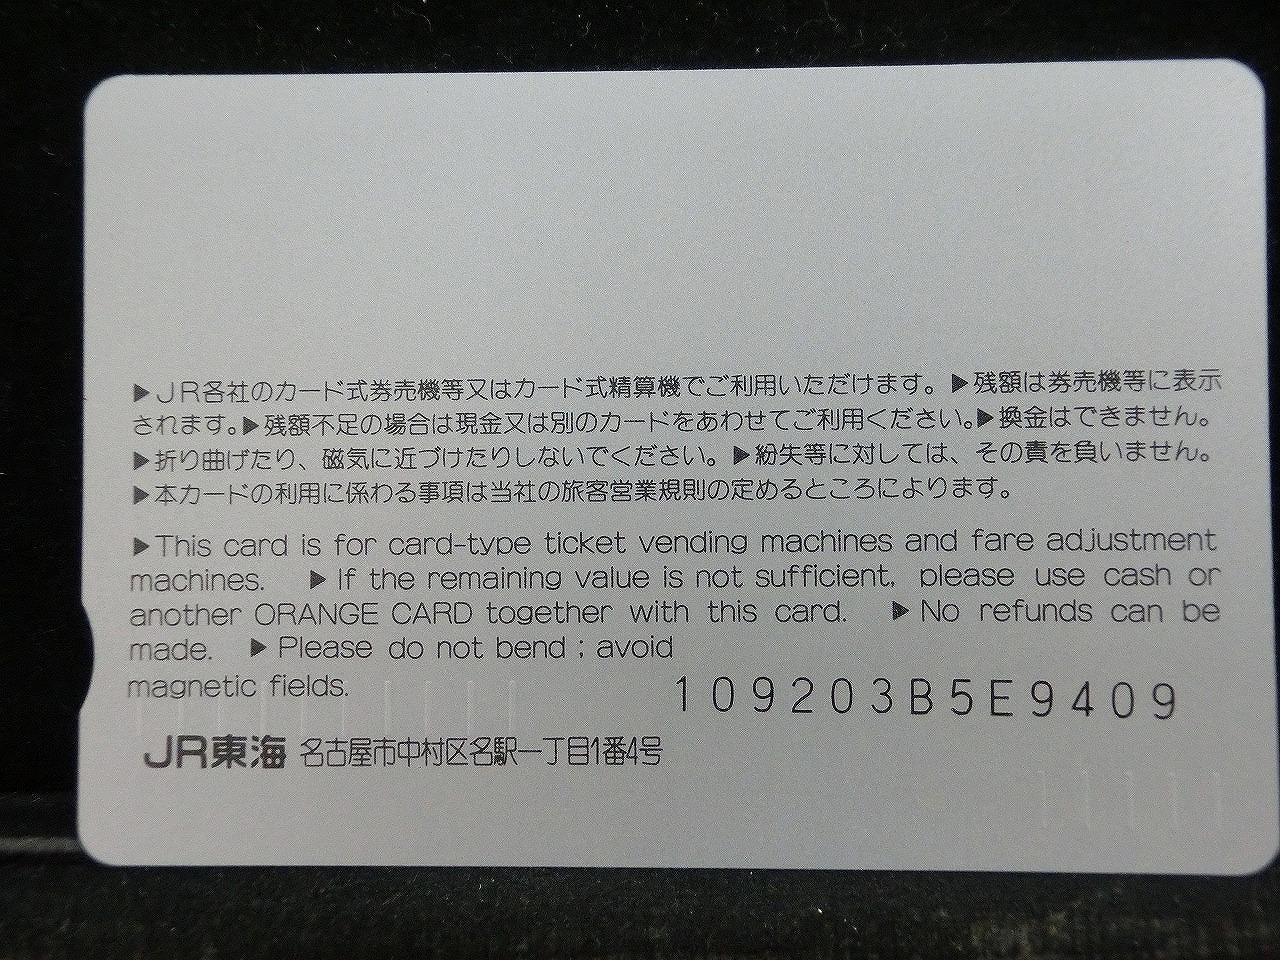 ▶JR各社のカード式券売機等又はカード式精算機でご利用いただけます。▶残額は券売機等に表示
されます。▶残額不足の場合は現金又は別のカードをあわせてご利用ください。▶換金はできません。
▶折り曲げたり、磁気に近づけたりしないでください。▶紛失等に対しては、その責を負いません。
▶本カードの利用に係わる事項は当社の旅客営業規則の定めるところによります。
▶This card is for card-type ticket vending machines and fare adjustment
machines. ▶If the remaining value is not sufficient, please use cash or
another ORANGE CARD together with this card. ▶No refunds can be
made. ▶Please do not bend ; avoid
magnetic fields.
109203B5E9409
JR東海 名古屋市中村区名駅一丁目1番4号